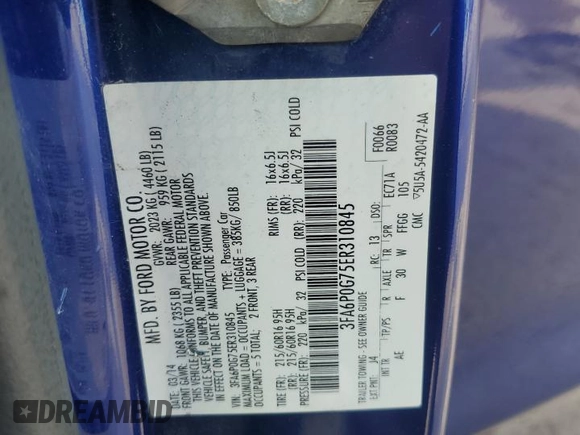 MFD. BY FORD MOTOR CO.
DATE: 03/14 GVWR: 2023 KG ( 4460 LB)
FRONT GAWR: 1068 KG ( 2355 LB) REAR GAWR: 959 KG ( 2115 LB)
THIS VEHICLE CONFORMS TO ALL APPLICABLE FEDERAL MOTOR
VEHICLE SAFETY, BUMPER, AND THEFT PREVENTION STANDARDS
IN EFFECT ON THE DATE OF MANUFACTURE SHOWN ABOVE.
VIN: 3FA6P0G75ER310845 TYPE: Passenger Car
MAXIMUM LOAD = OCCUPANTS + LUGGAGE = 385KG/ 850LB
OCCUPANTS = 5 TOTAL: 2 FRONT, 3 REAR
TIRE (FR): 215/60R16 95H RIMS (FR): 16x6.5J
(RR): 215/60R16 95H (RR): 16x6.5J
PRESSURE (FR): 220 kPa/ 32 PSI COLD (RR): 220 kPa/ 32 PSI COLD
3FA6P0G75ER310845
F0066
R0083
TRAILER TOWING-SEE OWNER GUIDE
EXT PNT: J4 RC: 13 DSO: EC71A
INT TR TP/PS R AXLE TR SPR 105
AE F 30 W FFGG
CMC 5U5A-5420472-AA
DREAMBID